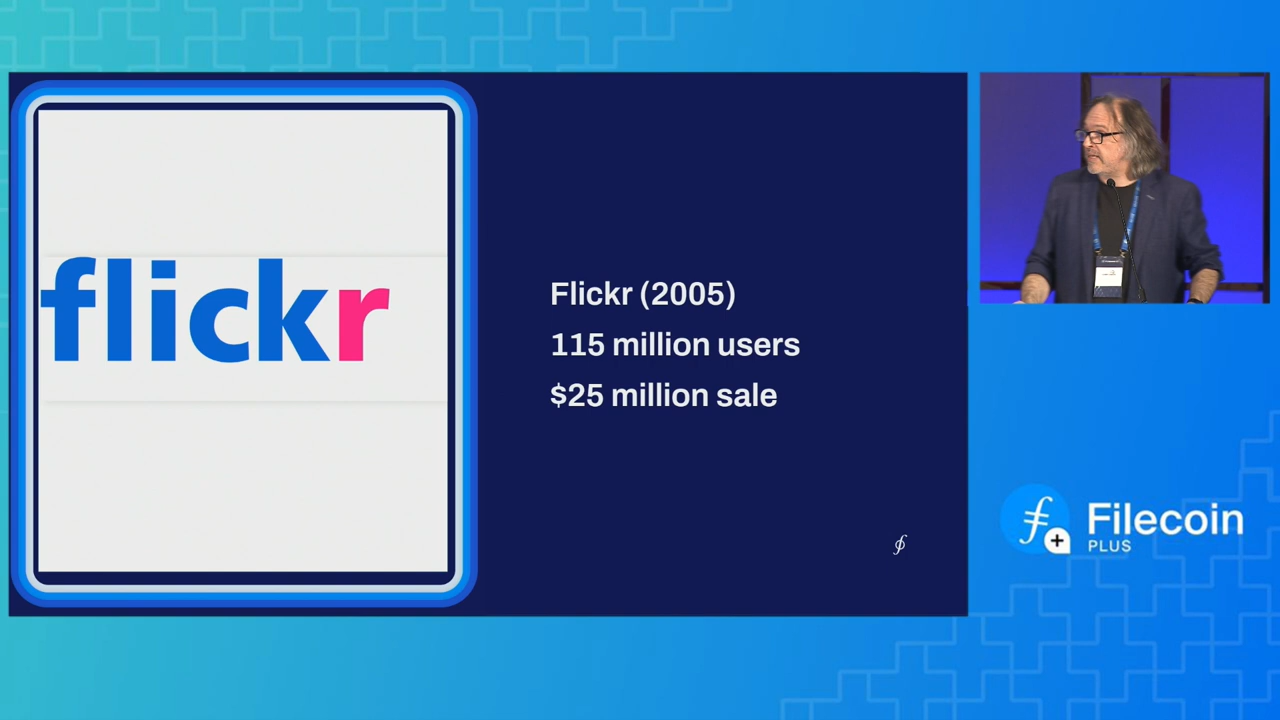 flickr
Flickr (2005)
115 million users
$25 million sale
Filecoin
PLUS